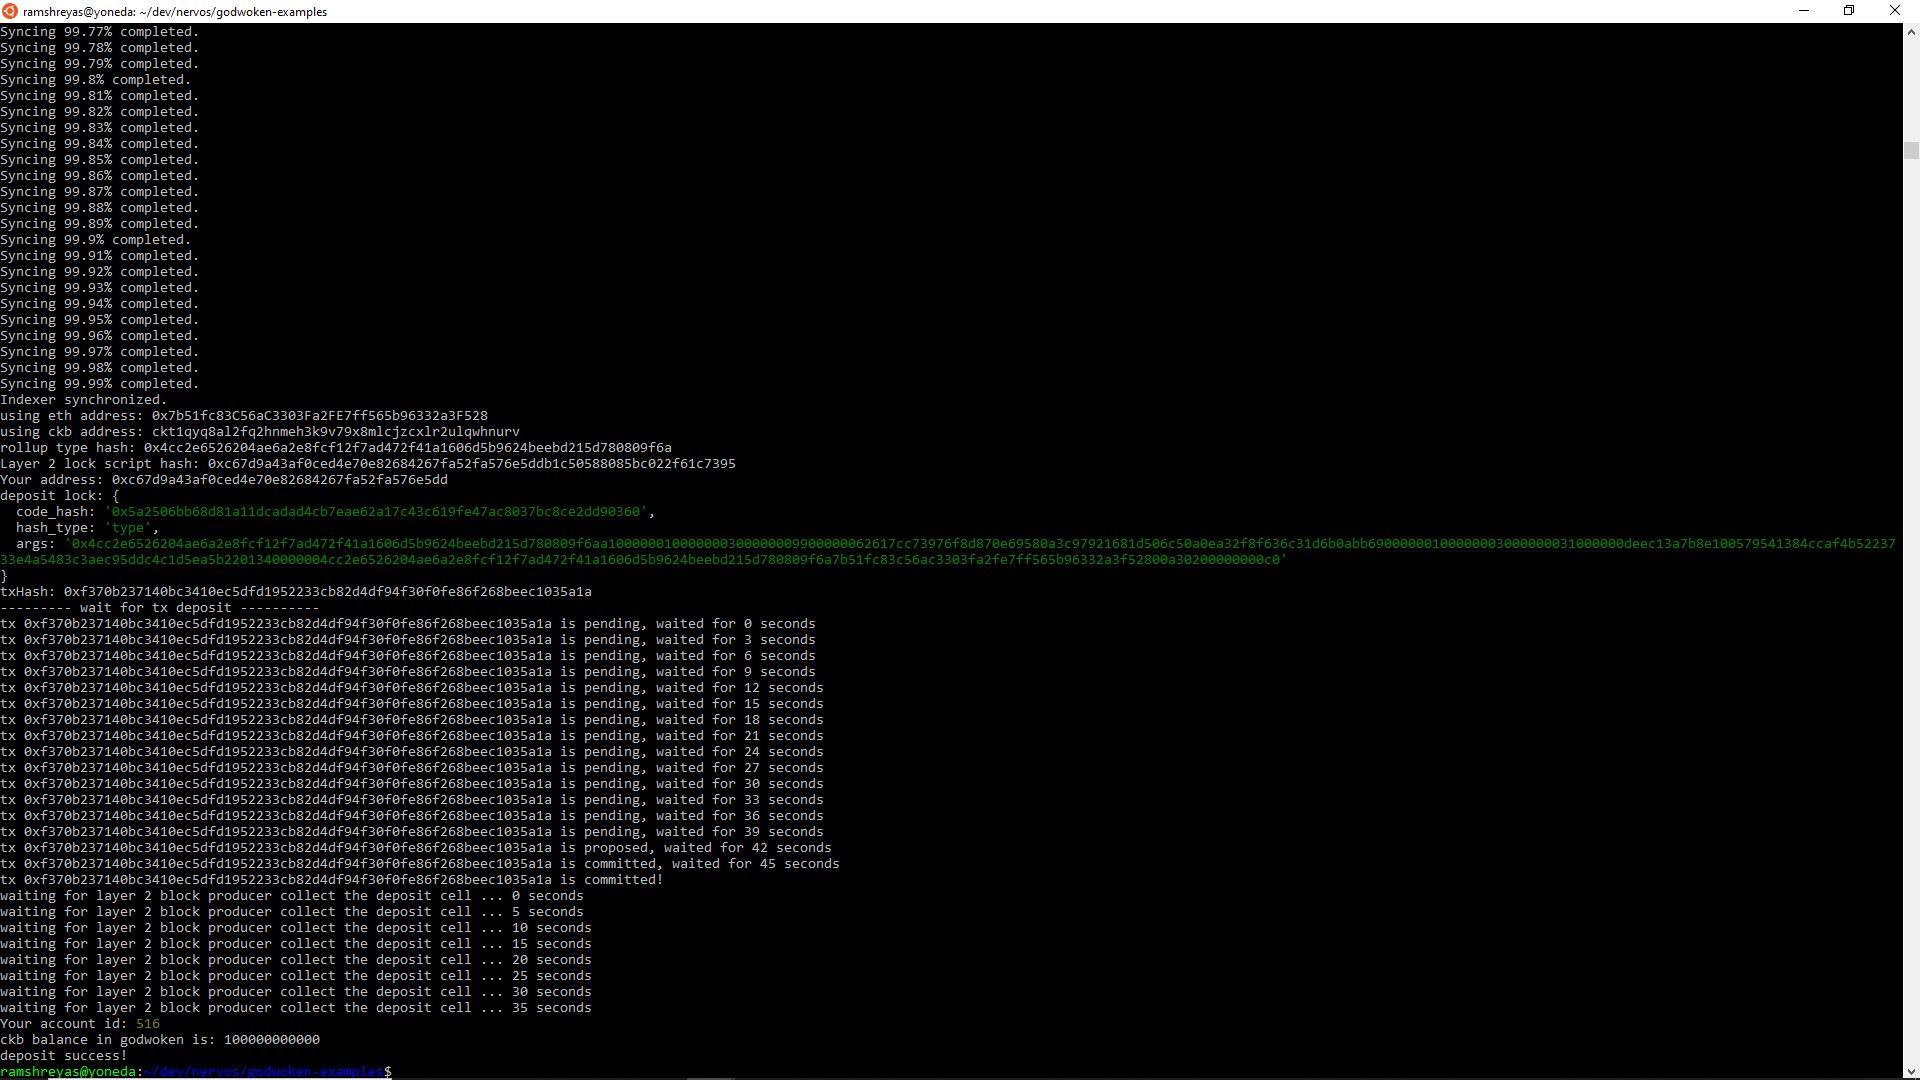 ramshreyas@yoneda: ~/dev/nervos/godwoken-examples
Syncing 99.77% completed.
Syncing 99.78% completed.
Syncing 99.79% completed.
Syncing 99.8% completed.
Syncing 99.81% completed.
Syncing 99.82% completed.
Syncing 99.83% completed.
Syncing 99.84% completed.
Syncing 99.85% completed.
Syncing 99.86% completed.
Syncing 99.87% completed.
Syncing 99.88% completed.
Syncing 99.89% completed.
Syncing 99.9% completed.
Syncing 99.91% completed.
Syncing 99.92% completed.
Syncing 99.93% completed.
Syncing 99.94% completed.
Syncing 99.95% completed.
Syncing 99.96% completed.
Syncing 99.97% completed.
Syncing 99.98% completed.
Syncing 99.99% completed.
Indexer synchronized.
using eth address: 0x7b51fc83C56aC3303Fa2FE7ff565b96332a3F528
using ckb address: ckt1qyq8al2fq2hnmeh3k9v79x8mlcjzcxlr2ulqwhnurv
rollup type hash: 0x4cc2e6526204ae6a2e8fcf12f7ad472f41a1606d5b9624beebd215d780809f6a
Layer 2 lock script hash: 0xc67d9a43af0ced4e70e82684267fa52fa576e5ddb1c50588085bc022f61c7395
Your address: 0xc67d9a43af0ced4e70e82684267fa52fa576e5dd
deposit lock: {
  code_hash: '0x5a2506bb68d81a11dcadad4cb7eae62a17c43c619fe47ac8037bc8ce2dd90360',
  hash_type: 'type',
  args: '0x4cc2e6526204ae6a2e8fcf12f7ad472f41a1606d5b9624beebd215d780809f6aa10000001000000030000000990000006 2617cc73976f8d870e69580a3c97921681d506c50a0ea32f8f636c31d6b0abb69000000010000000300000031000000deec13a7b8e100579541384ccaf4b52237
33e4a5483c3aec95ddc4c1d5ea5b2201340000004cc2e6526204ae6a2e8fcf12f7ad472f41a1606d5b9624beebd215d780809f6a7b51fc83c56ac3303fa2fe7ff565b96332a3f52800a30200000000c0'
}
txHash: 0xf370b237140bc3410ec5dfd1952233cb82d4df94f30f0fe86f268beec1035a1a
--------- wait for tx deposit ----------
tx 0xf370b237140bc3410ec5dfd1952233cb82d4df94f30f0fe86f268beec1035a1a is pending, waited for 0 seconds
tx 0xf370b237140bc3410ec5dfd1952233cb82d4df94f30f0fe86f268beec1035a1a is pending, waited for 3 seconds
tx 0xf370b237140bc3410ec5dfd1952233cb82d4df94f30f0fe86f268beec1035a1a is pending, waited for 6 seconds
tx 0xf370b237140bc3410ec5dfd1952233cb82d4df94f30f0fe86f268beec1035a1a is pending, waited for 9 seconds
tx 0xf370b237140bc3410ec5dfd1952233cb82d4df94f30f0fe86f268beec1035a1a is pending, waited for 12 seconds
tx 0xf370b237140bc3410ec5dfd1952233cb82d4df94f30f0fe86f268beec1035a1a is pending, waited for 15 seconds
tx 0xf370b237140bc3410ec5dfd1952233cb82d4df94f30f0fe86f268beec1035a1a is pending, waited for 18 seconds
tx 0xf370b237140bc3410ec5dfd1952233cb82d4df94f30f0fe86f268beec1035a1a is pending, waited for 21 seconds
tx 0xf370b237140bc3410ec5dfd1952233cb82d4df94f30f0fe86f268beec1035a1a is pending, waited for 24 seconds
tx 0xf370b237140bc3410ec5dfd1952233cb82d4df94f30f0fe86f268beec1035a1a is pending, waited for 27 seconds
tx 0xf370b237140bc3410ec5dfd1952233cb82d4df94f30f0fe86f268beec1035a1a is pending, waited for 30 seconds
tx 0xf370b237140bc3410ec5dfd1952233cb82d4df94f30f0fe86f268beec1035a1a is pending, waited for 33 seconds
tx 0xf370b237140bc3410ec5dfd1952233cb82d4df94f30f0fe86f268beec1035a1a is pending, waited for 36 seconds
tx 0xf370b237140bc3410ec5dfd1952233cb82d4df94f30f0fe86f268beec1035a1a is pending, waited for 39 seconds
tx 0xf370b237140bc3410ec5dfd1952233cb82d4df94f30f0fe86f268beec1035a1a is proposed, waited for 42 seconds
tx 0xf370b237140bc3410ec5dfd1952233cb82d4df94f30f0fe86f268beec1035a1a is committed, waited for 45 seconds
tx 0xf370b237140bc3410ec5dfd1952233cb82d4df94f30f0fe86f268beec1035a1a is committed!
waiting for layer 2 block producer collect the deposit cell ... 0 seconds
waiting for layer 2 block producer collect the deposit cell ... 5 seconds
waiting for layer 2 block producer collect the deposit cell ... 10 seconds
waiting for layer 2 block producer collect the deposit cell ... 15 seconds
waiting for layer 2 block producer collect the deposit cell ... 20 seconds
waiting for layer 2 block producer collect the deposit cell ... 25 seconds
waiting for layer 2 block producer collect the deposit cell ... 30 seconds
waiting for layer 2 block producer collect the deposit cell ... 35 seconds
Your account id: 516
ckb balance in godwoken is: 100000000000
deposit success!
ramshreyas@yoneda:~/dev/nervos/godwoken-examples$